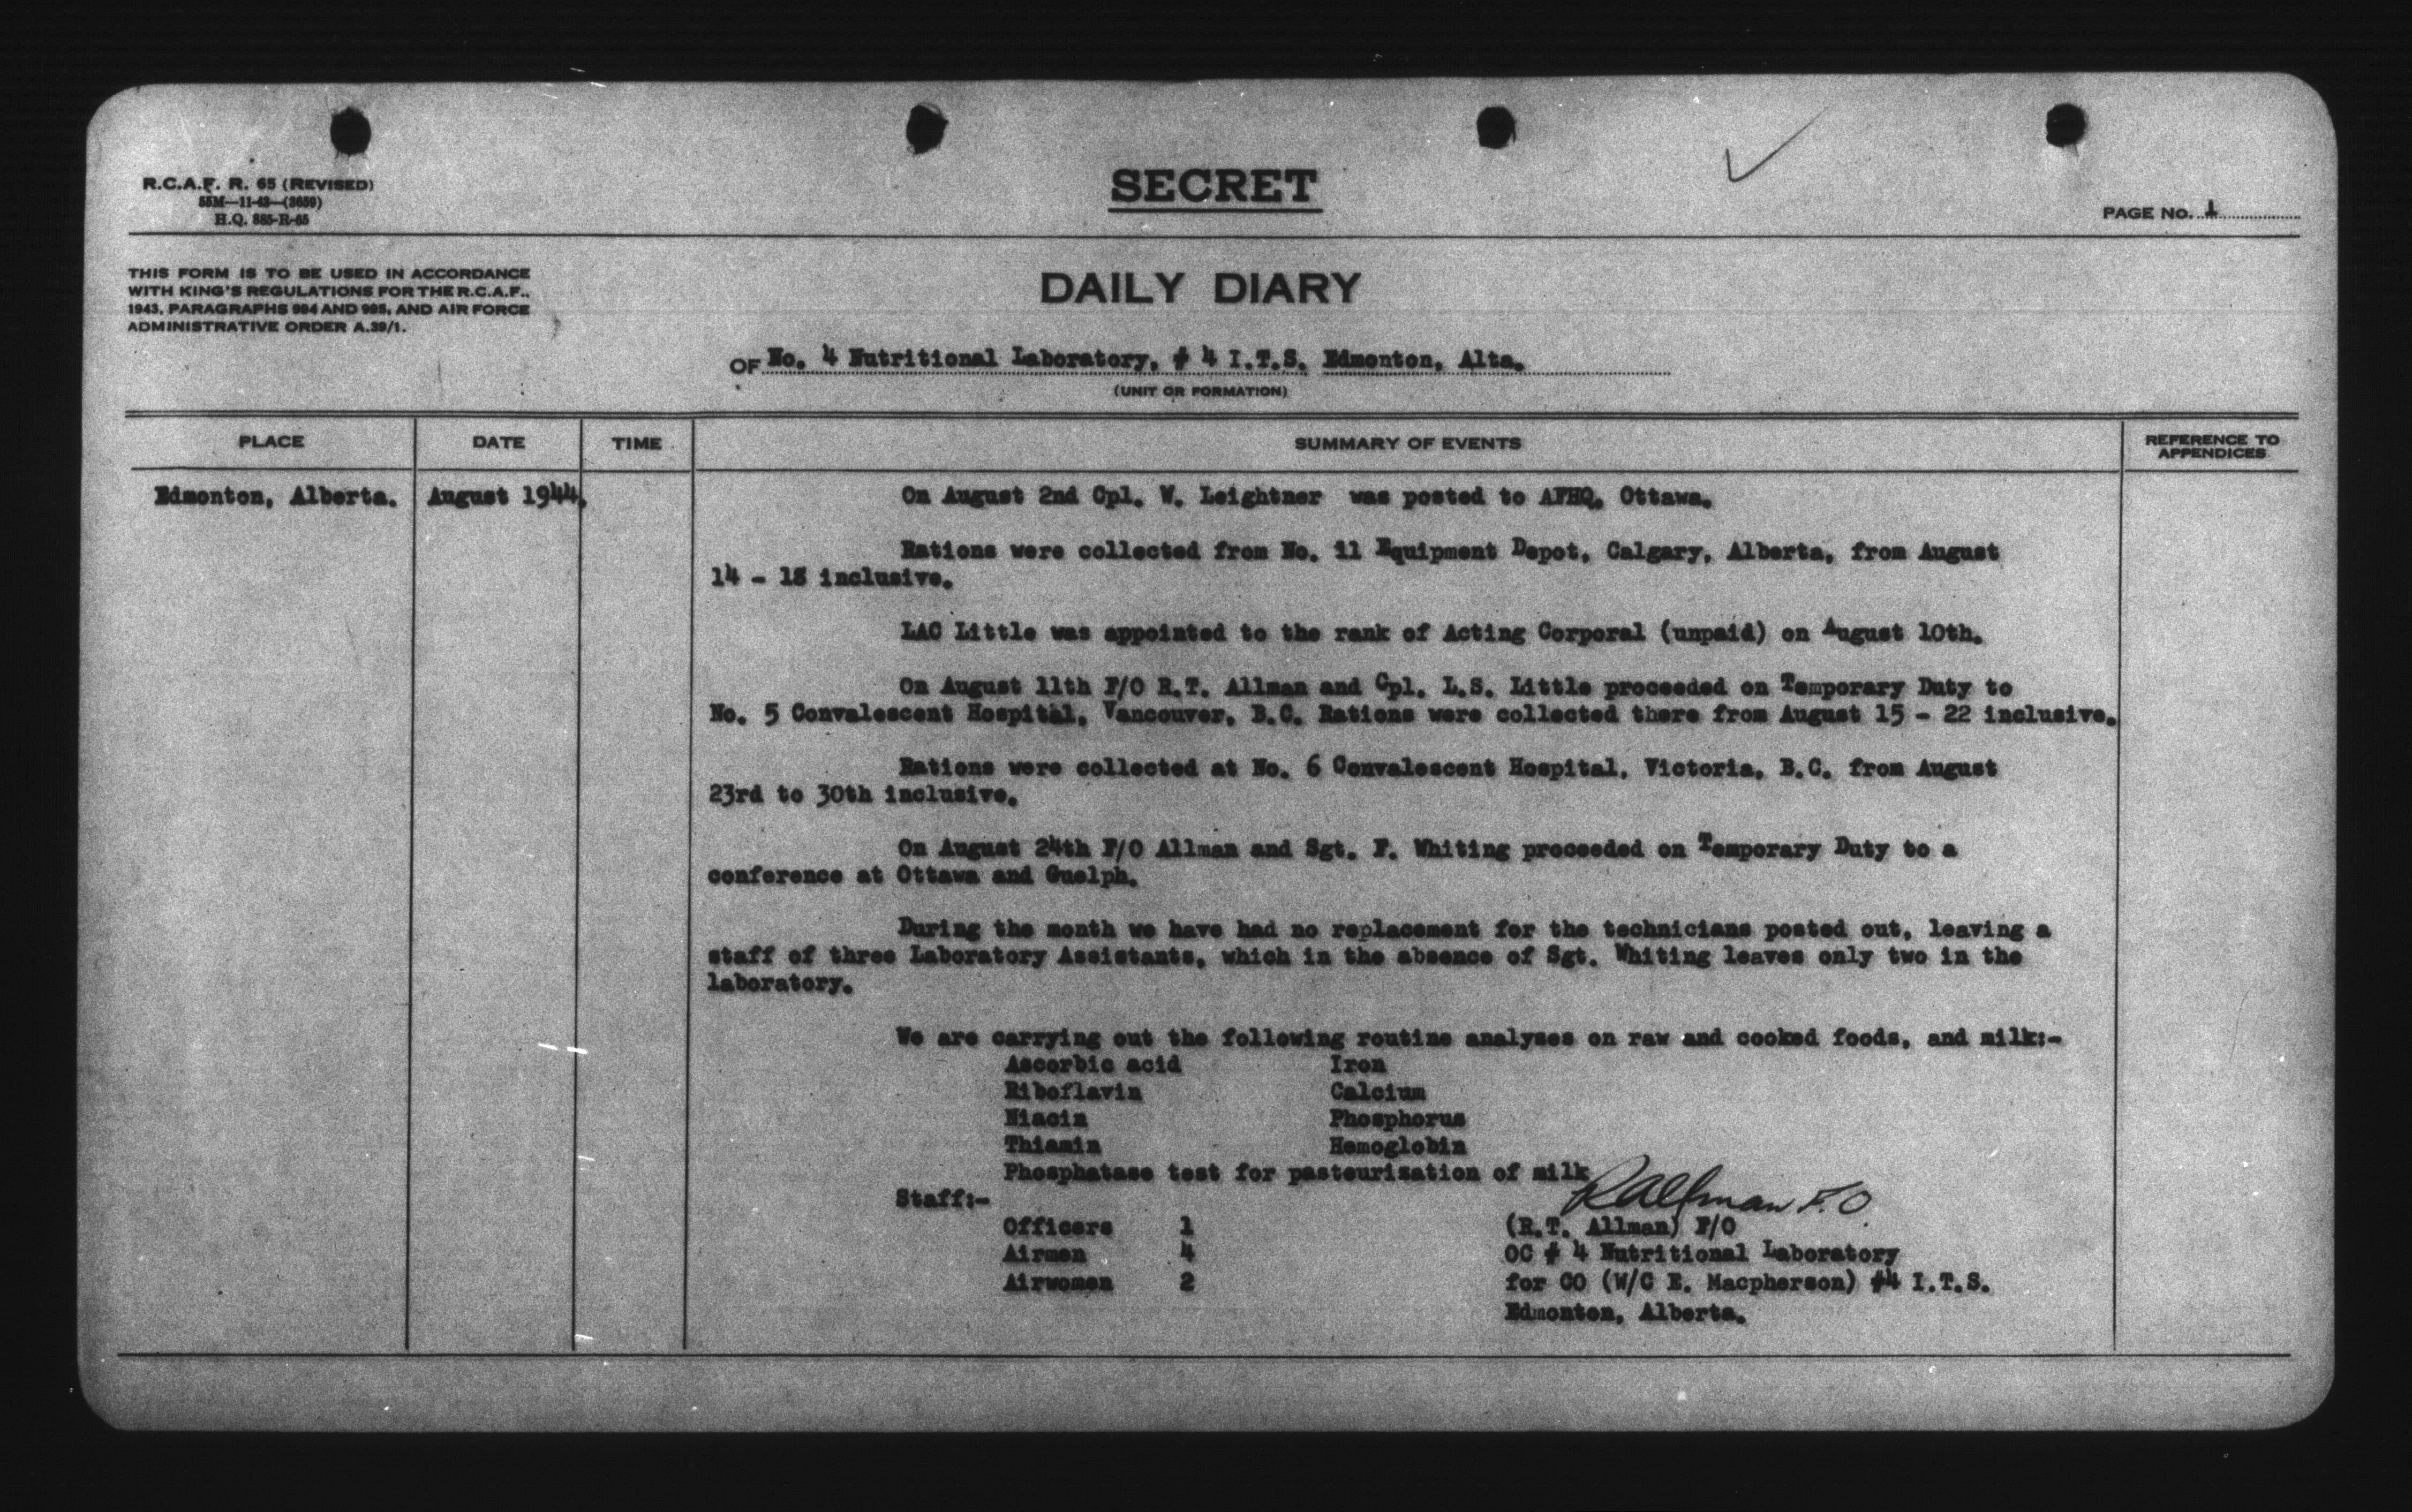 R.C.A.F. R. 65 (REVISED)
55M—11-43—(3659)
H.Q. 885-R-65
SECRET
PAGE NO. 1
THIS FORM IS TO BE USED IN ACCORDANCE
WITH KING'S REGULATIONS FOR THE R.C.A.F.,
1943, PARAGRAPHS 994 AND 995, AND AIR FORCE
ADMINISTRATIVE ORDER A.39/1.
DAILY DIARY
OF No. 4 Nutritional Laboratory, # 4 I.T.S. Edmonton, Alta.
(UNIT OR FORMATION)
PLACE DATE TIME SUMMARY OF EVENTS REFERENCE TO APPENDICES
Edmonton, Alberta. August 1944. On August 2nd Cpl. W. Leightner was posted to AFHQ, Ottawa.
Rations were collected from No. 11 Equipment Depot, Calgary, Alberta, from August
14 - 18 inclusive.
LAC Little was appointed to the rank of Acting Corporal (unpaid) on August 10th.
On August 11th F/O R.T. Allman and Cpl. L.S. Little proceeded on Temporary Duty to
No. 5 Convalescent Hospital, Vancouver, B.C. Rations were collected there from August 15 - 22 inclusive.
Rations were collected at No. 6 Convalescent Hospital, Victoria, B.C. from August
23rd to 30th inclusive.
On August 24th F/O Allman and Sgt. F. Whiting proceeded on Temporary Duty to a
conference at Ottawa and Guelph.
During the month we have had no replacement for the technicians posted out, leaving a
staff of three Laboratory Assistants, which in the absence of Sgt. Whiting leaves only two in the
laboratory.
We are carrying out the following routine analyses on raw and cooked foods, and milk:-
Ascorbic acid Iron
Riboflavin Calcium
Niacin Phosphorus
Thiamin Hemoglobin
Phosphatase test for pasteurization of milk
Staff:- RAllman F.O.
Officers 1 (R.T. Allman) F/O
Airmen 4 OC # 4 Nutritional Laboratory
Airwomen 2 for CO (W/C E. Macpherson) #4 I.T.S.
Edmonton, Alberta.